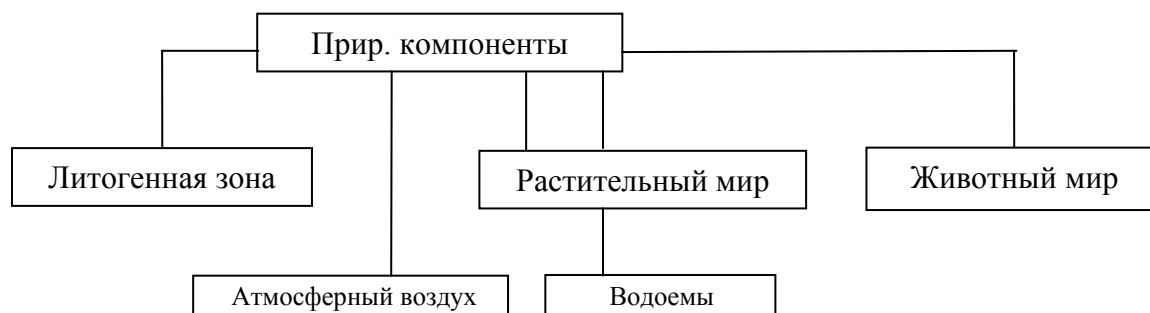 Прир. компоненты
Литогенная зона
Растительный мир
Животный мир
Атмосферный воздух
Водоемы